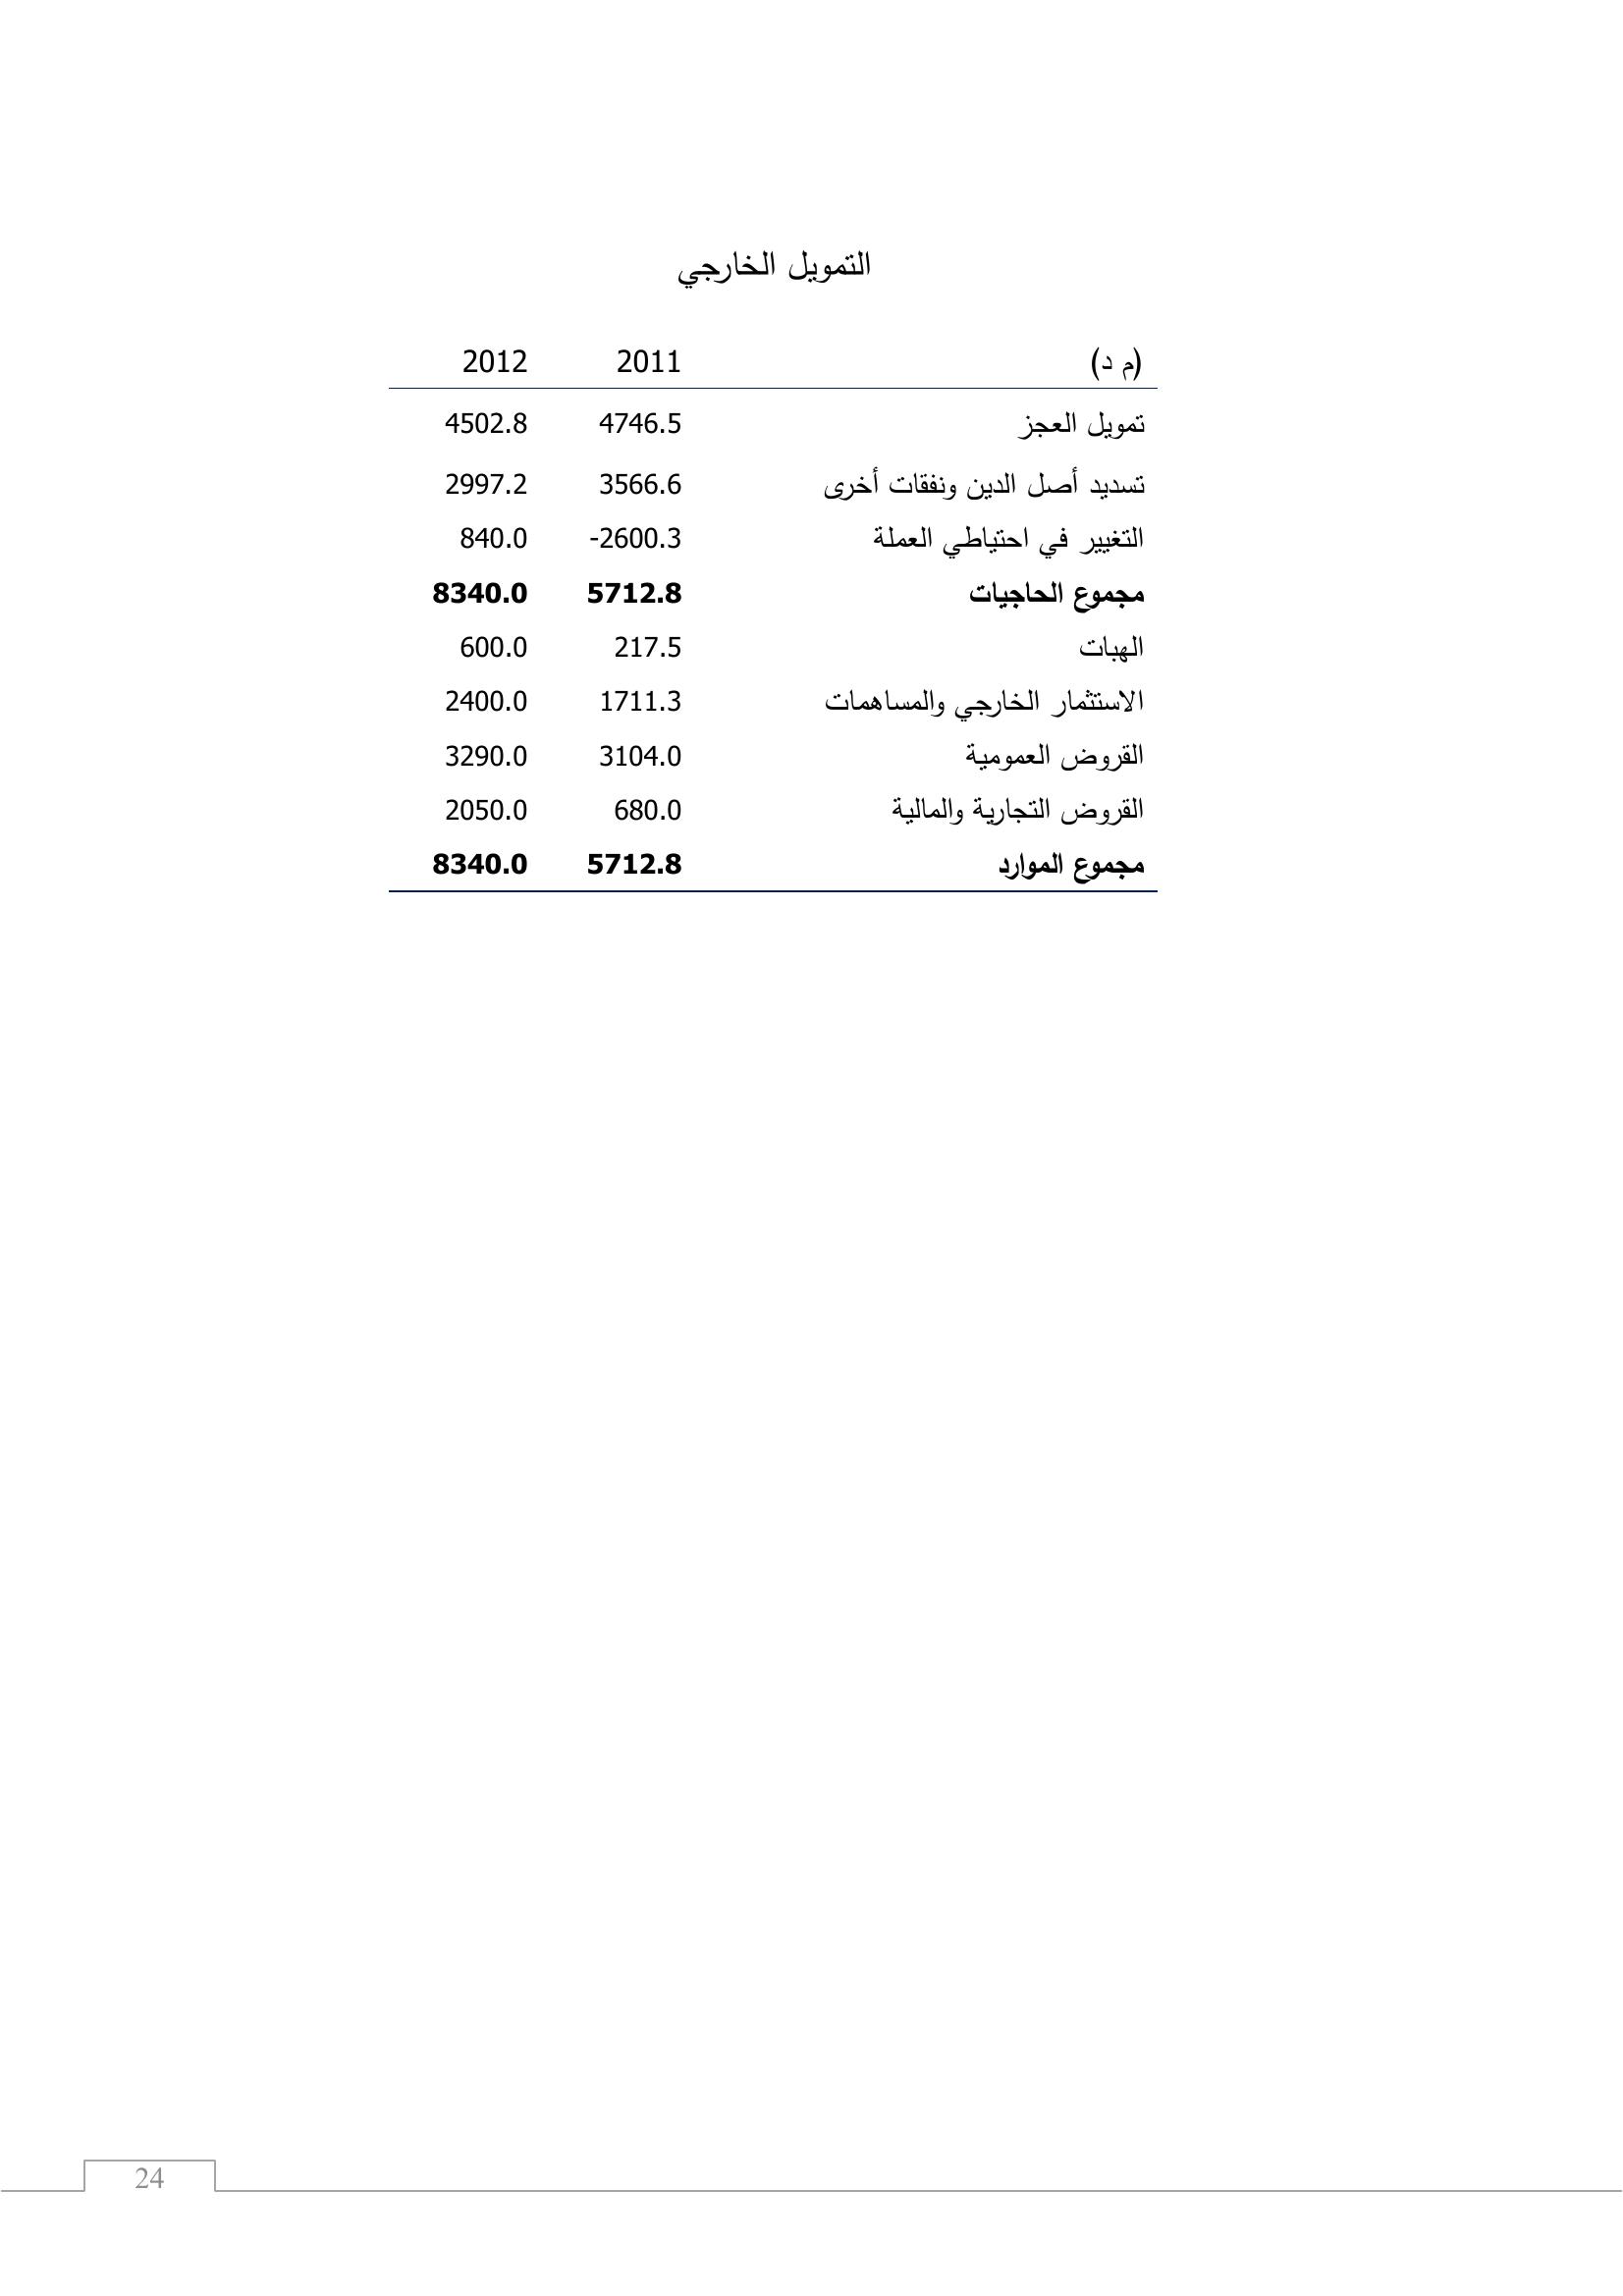 التمويل الخارجي
(م د) 2011 2012
تمويل العجز 4746.5 4502.8
تسديد أصل الدين ونفقات أخرى 3566.6 2997.2
التغيير في احتياطي العملة -2600.3 840.0
مجموع الحاجيات 5712.8 8340.0
الهبات 217.5 600.0
الاستثمار الخارجي والمساهمات 1711.3 2400.0
القروض العمومية 3104.0 3290.0
القروض التجارية والمالية 680.0 2050.0
مجموع الموارد 5712.8 8340.0
24